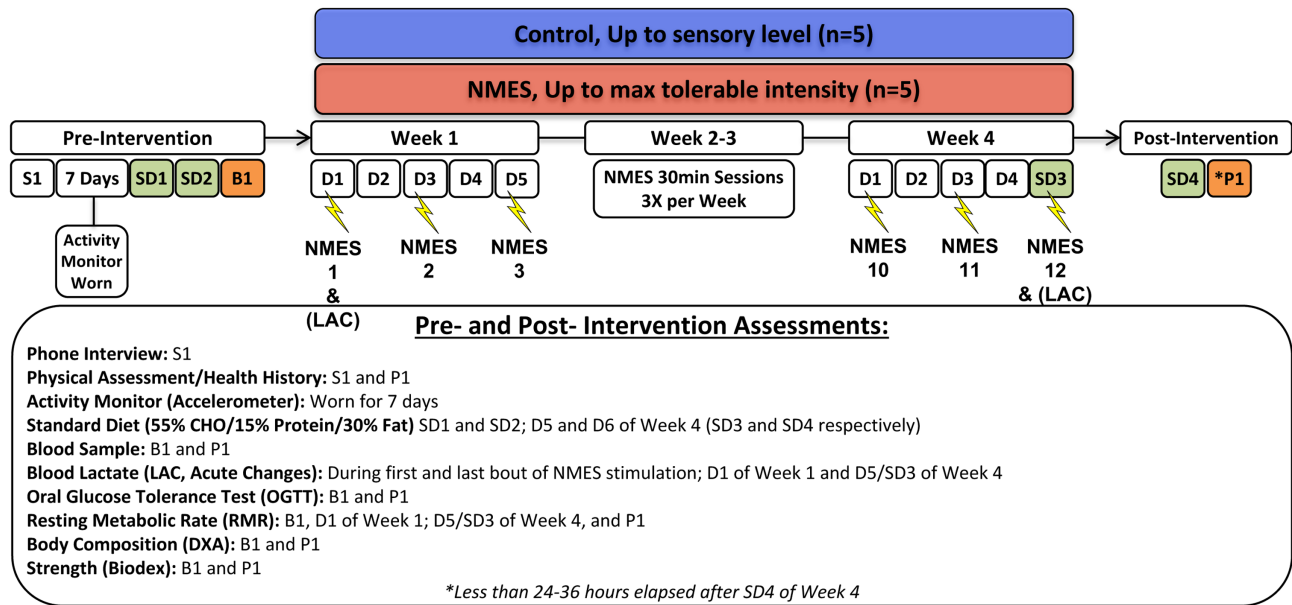 Control, Up to sensory level (n=5)
NMES, Up to max tolerable intensity (n=5)
Pre-Intervention
Week 1
Week 2-3
Week 4
Post-Intervention
S1
7 Days
SD1
SD2
B1
D1
D2
D3
D4
D5
NMES 30min Sessions
3X per Week
D1
D2
D3
D4
SD3
SD4
*P1
Activity
Monitor
Worn
NMES
1
&
(LAC)
NMES
2
NMES
3
NMES
10
NMES
11
NMES
12
& (LAC)
Pre- and Post- Intervention Assessments:
Phone Interview: S1
Physical Assessment/Health History: S1 and P1
Activity Monitor (Accelerometer): Worn for 7 days
Standard Diet (55% CHO/15% Protein/30% Fat) SD1 and SD2; D5 and D6 of Week 4 (SD3 and SD4 respectively)
Blood Sample: B1 and P1
Blood Lactate (LAC, Acute Changes): During first and last bout of NMES stimulation; D1 of Week 1 and D5/SD3 of Week 4
Oral Glucose Tolerance Test (OGTT): B1 and P1
Resting Metabolic Rate (RMR): B1, D1 of Week 1; D5/SD3 of Week 4, and P1
Body Composition (DXA): B1 and P1
Strength (Biodex): B1 and P1
*Less than 24-36 hours elapsed after SD4 of Week 4